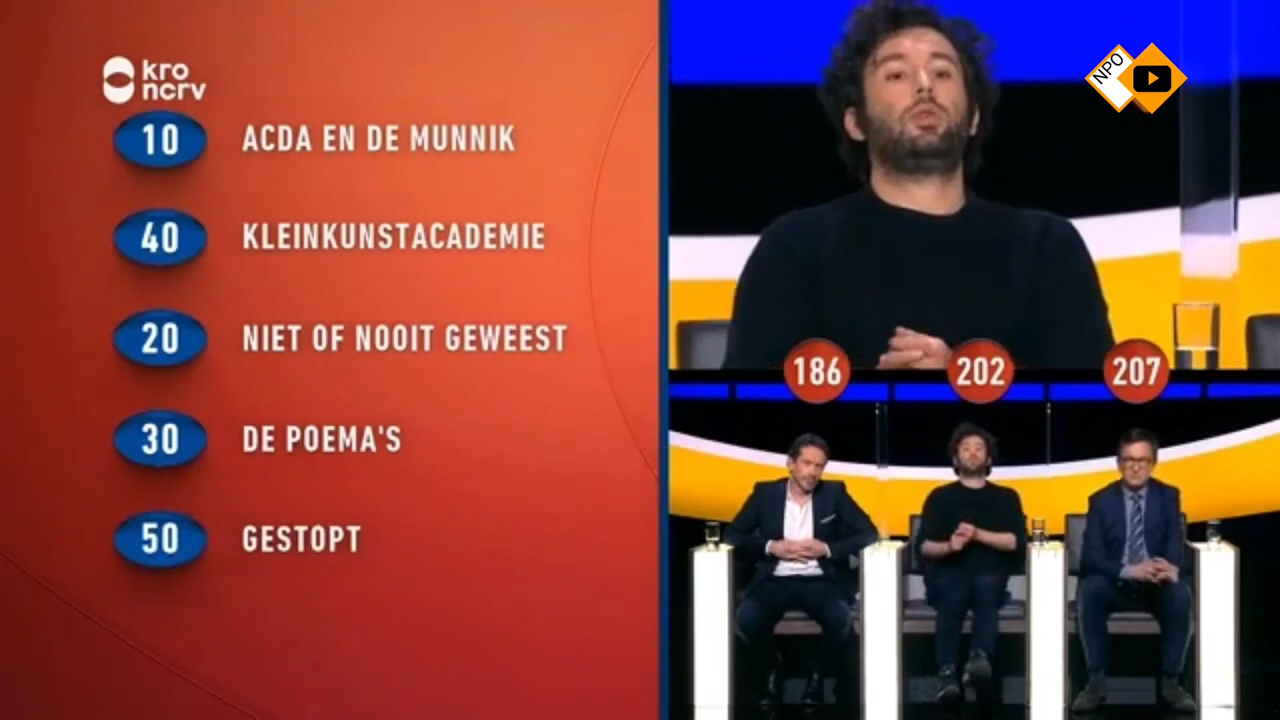 kro
ncrv
10 ACDA EN DE MUNNIK
40 KLEINKUNSTACADEMIE
20 NIET OF NOOIT GEWEEST
30 DE POEMA'S
50 GESTOPT
NPO
186 202 207